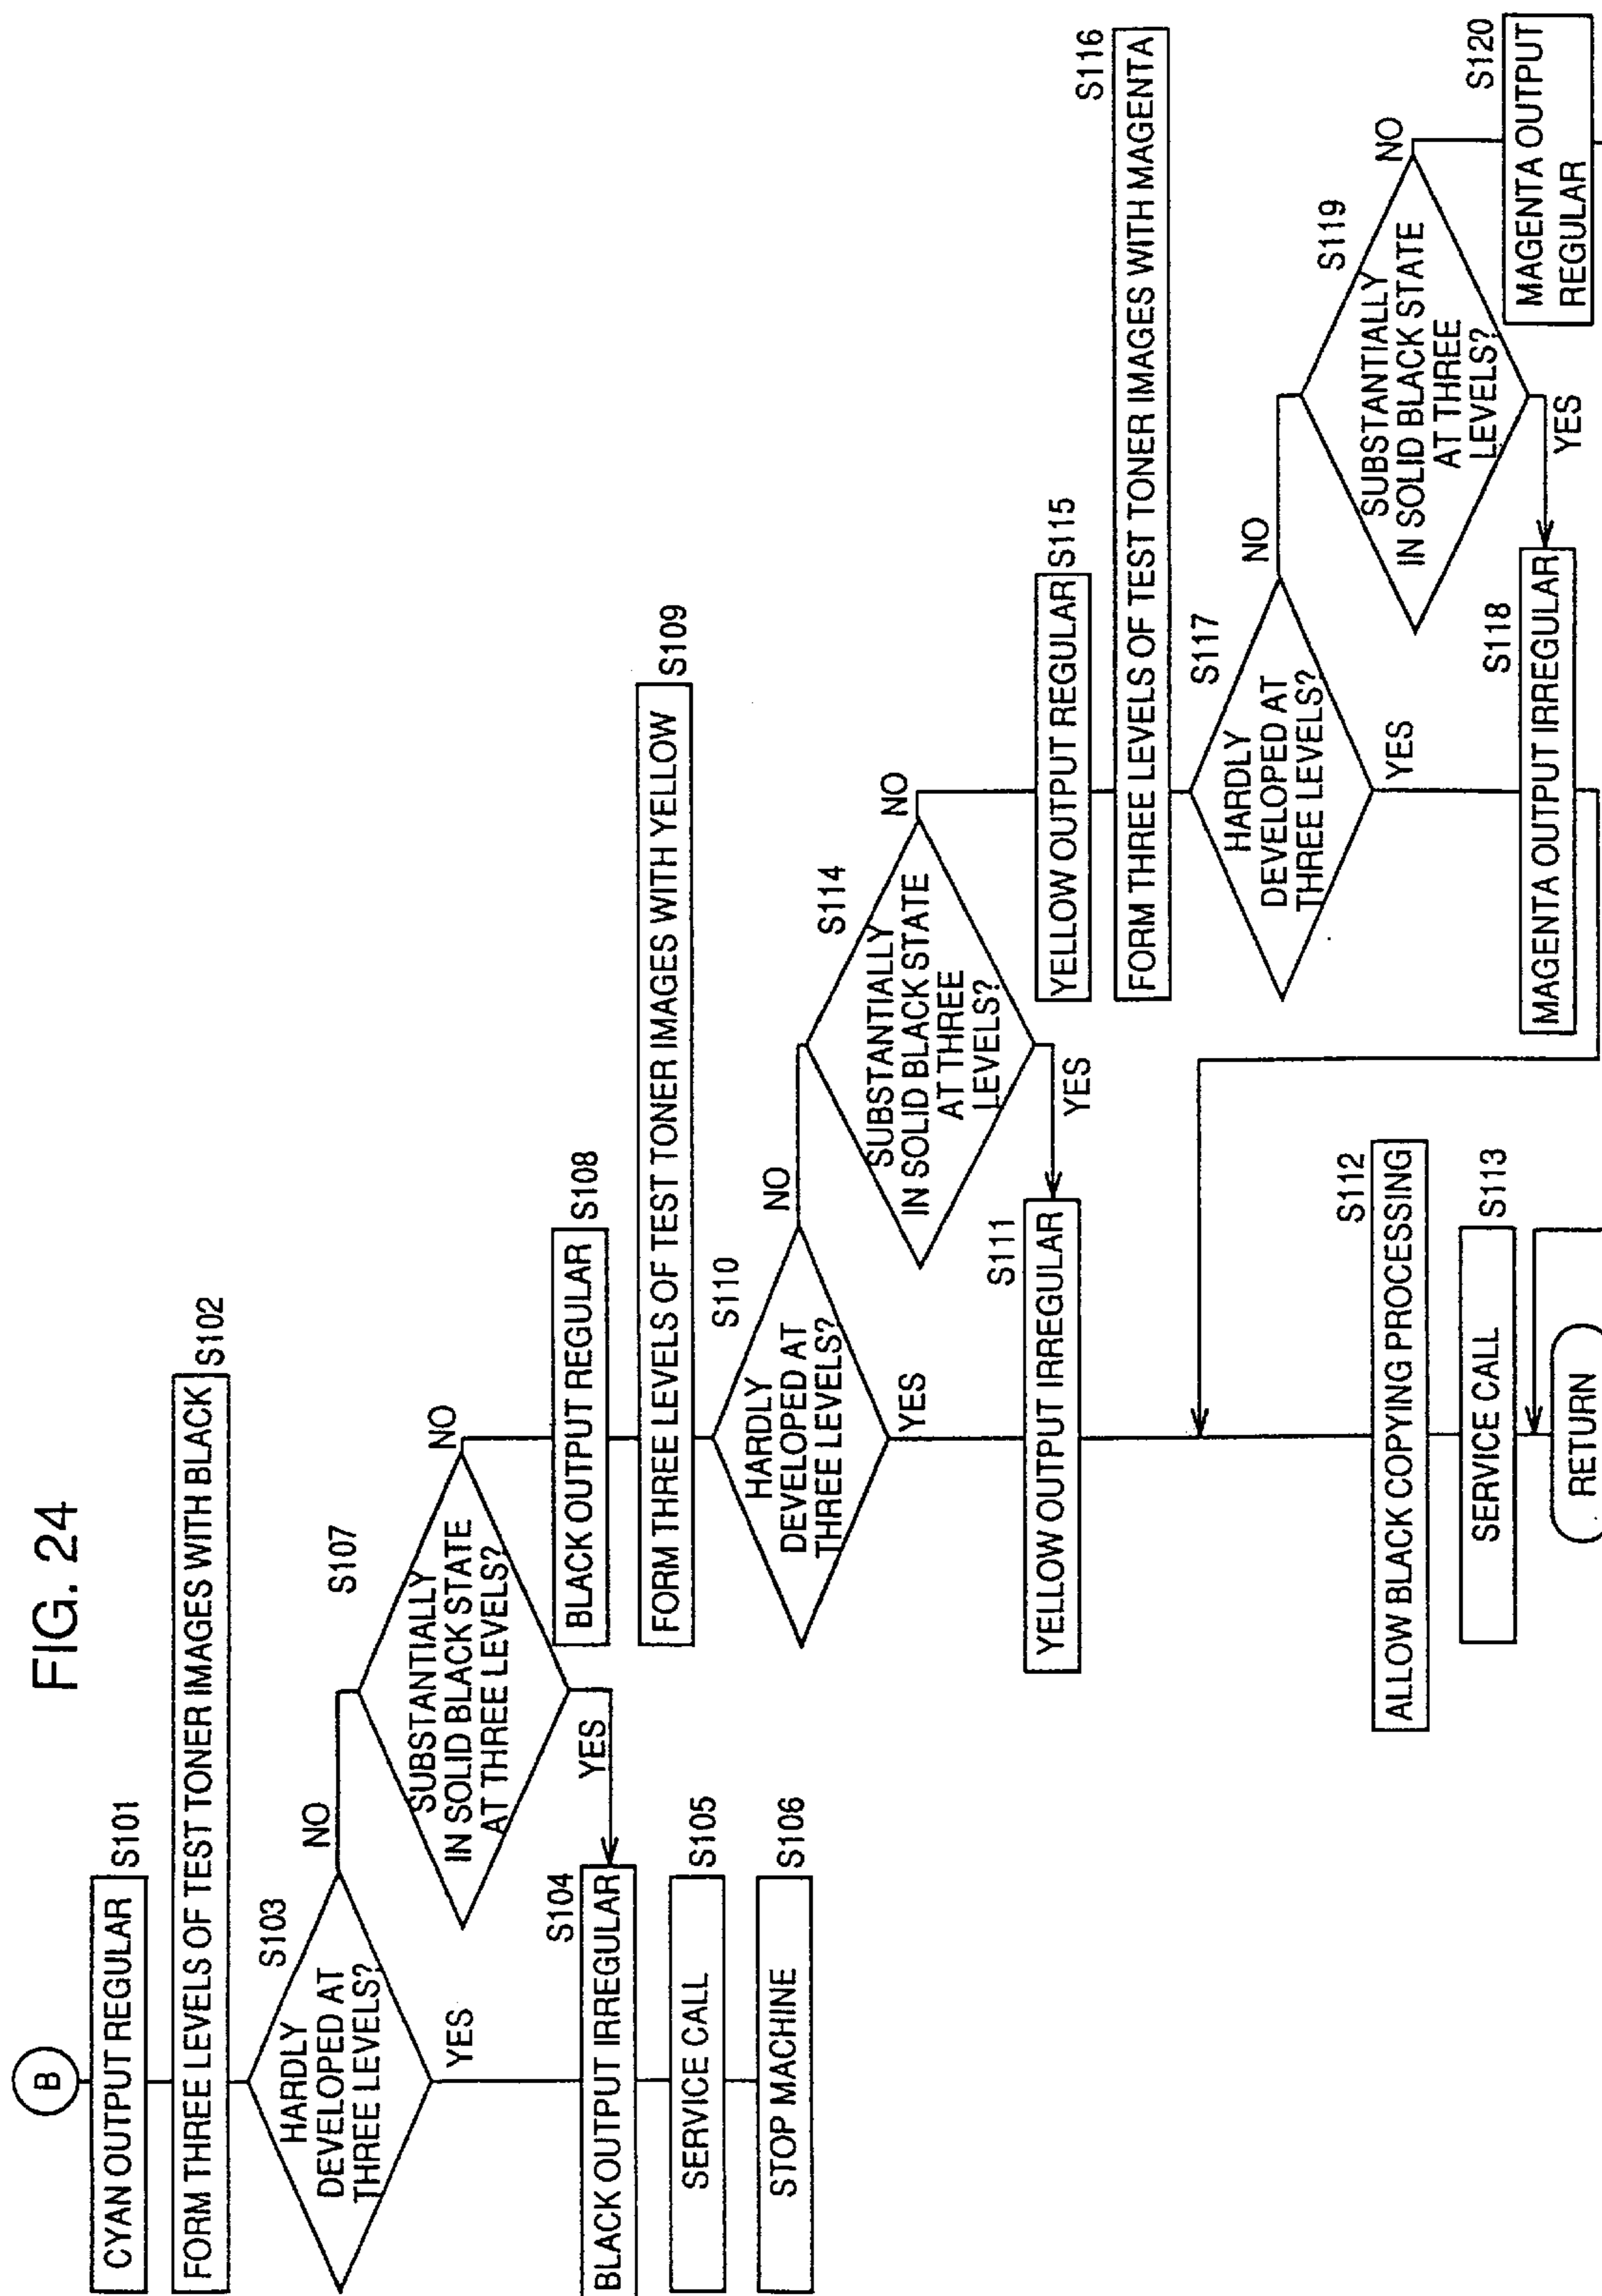 FIG. 24
B
CYAN OUTPUT REGULAR
S101
FORM THREE LEVELS OF TEST TONER IMAGES WITH BLACK
S102
S103
HARDLY
DEVELOPED AT
THREE LEVELS?
NO
YES
S107
SUBSTANTIALLY
IN SOLID BLACK STATE
AT THREE LEVELS?
NO
YES
S104
BLACK OUTPUT IRREGULAR
SERVICE CALL
S105
STOP MACHINE
S106
BLACK OUTPUT REGULAR
S108
FORM THREE LEVELS OF TEST TONER IMAGES WITH YELLOW
S109
S110
HARDLY
DEVELOPED AT
THREE LEVELS?
NO
YES
S114
SUBSTANTIALLY
IN SOLID BLACK STATE
AT THREE
LEVELS?
NO
YES
S111
YELLOW OUTPUT IRREGULAR
S112
ALLOW BLACK COPYING PROCESSING
SERVICE CALL
S113
RETURN
YELLOW OUTPUT REGULAR
S115
S116
FORM THREE LEVELS OF TEST TONER IMAGES WITH MAGENTA
S117
HARDLY
DEVELOPED AT
THREE LEVELS?
NO
YES
S119
SUBSTANTIALLY
IN SOLID BLACK STATE
AT THREE
LEVELS?
NO
YES
S118
MAGENTA OUTPUT IRREGULAR
S120
MAGENTA OUTPUT
REGULAR